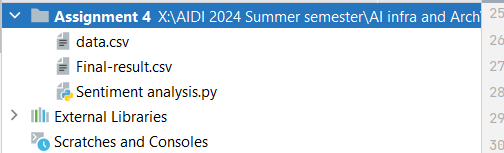 Assignment 4 X:\AIDI 2024 Summer semester\AI infra and Arch
data.csv
Final-result.csv
Sentiment analysis.py
External Libraries
Scratches and Consoles
25
26
27
28
29
30